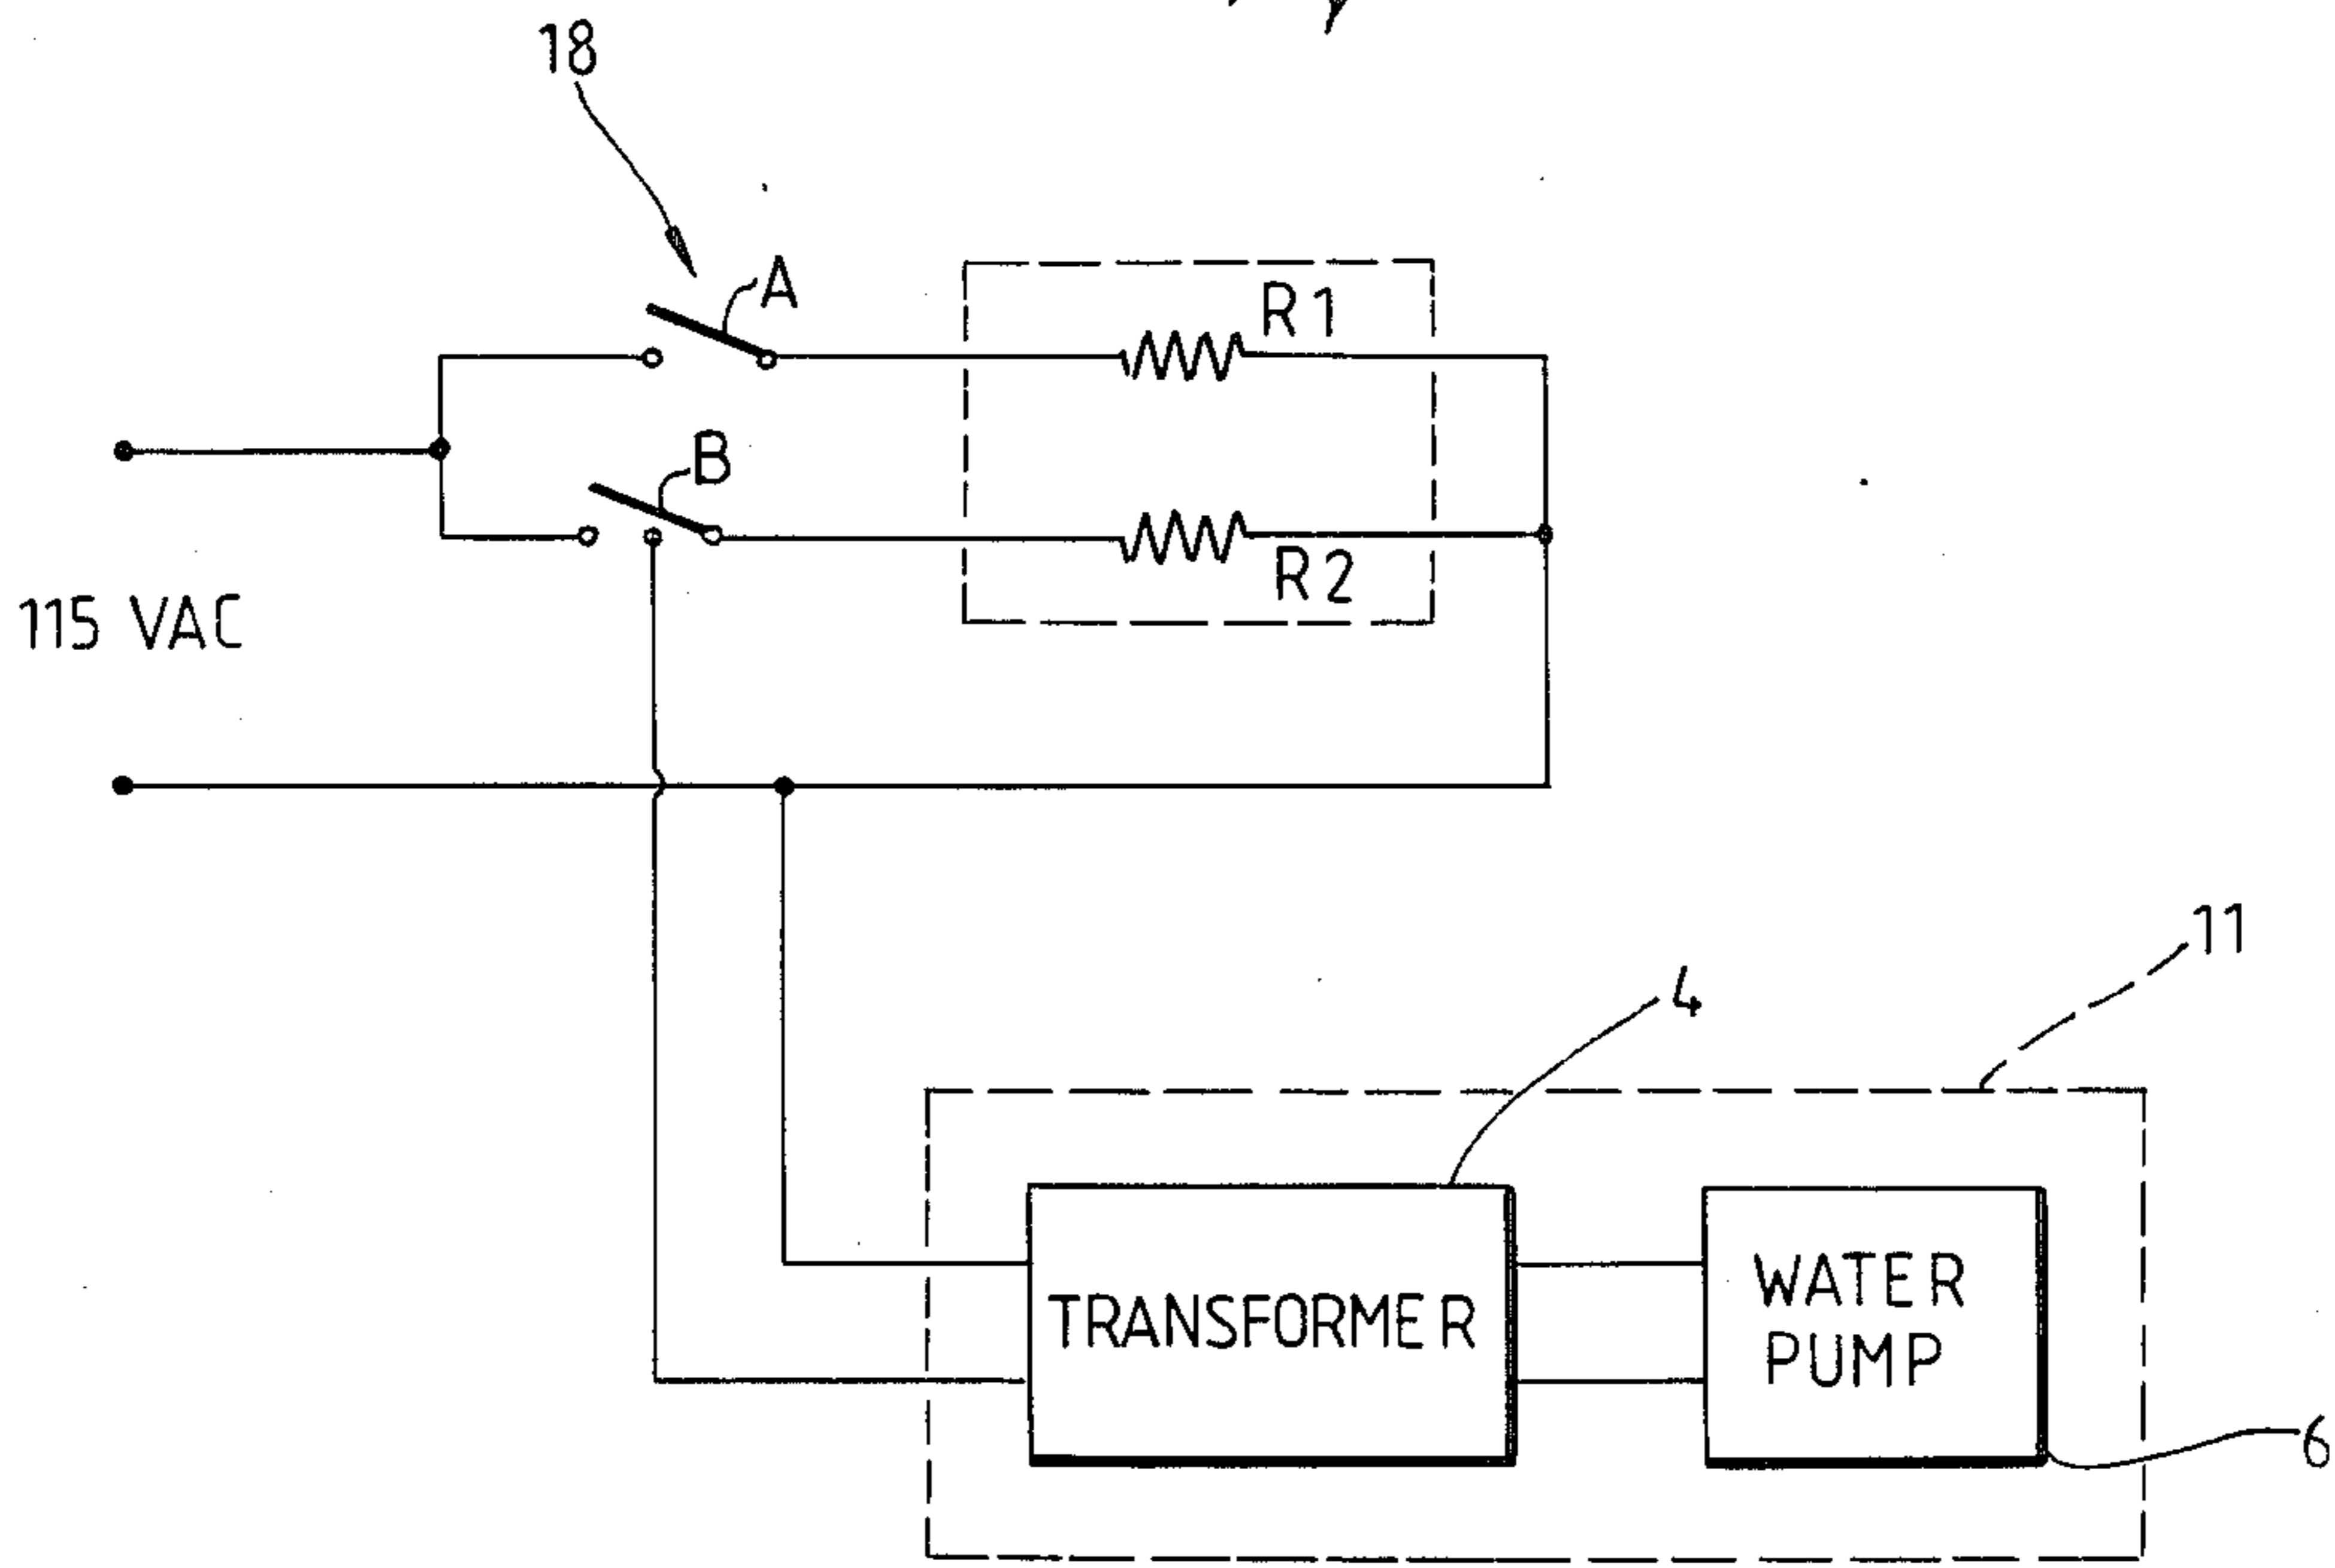 18
A
R1
B
R2
115 VAC
11
4
TRANSFORMER
WATER
PUMP
6